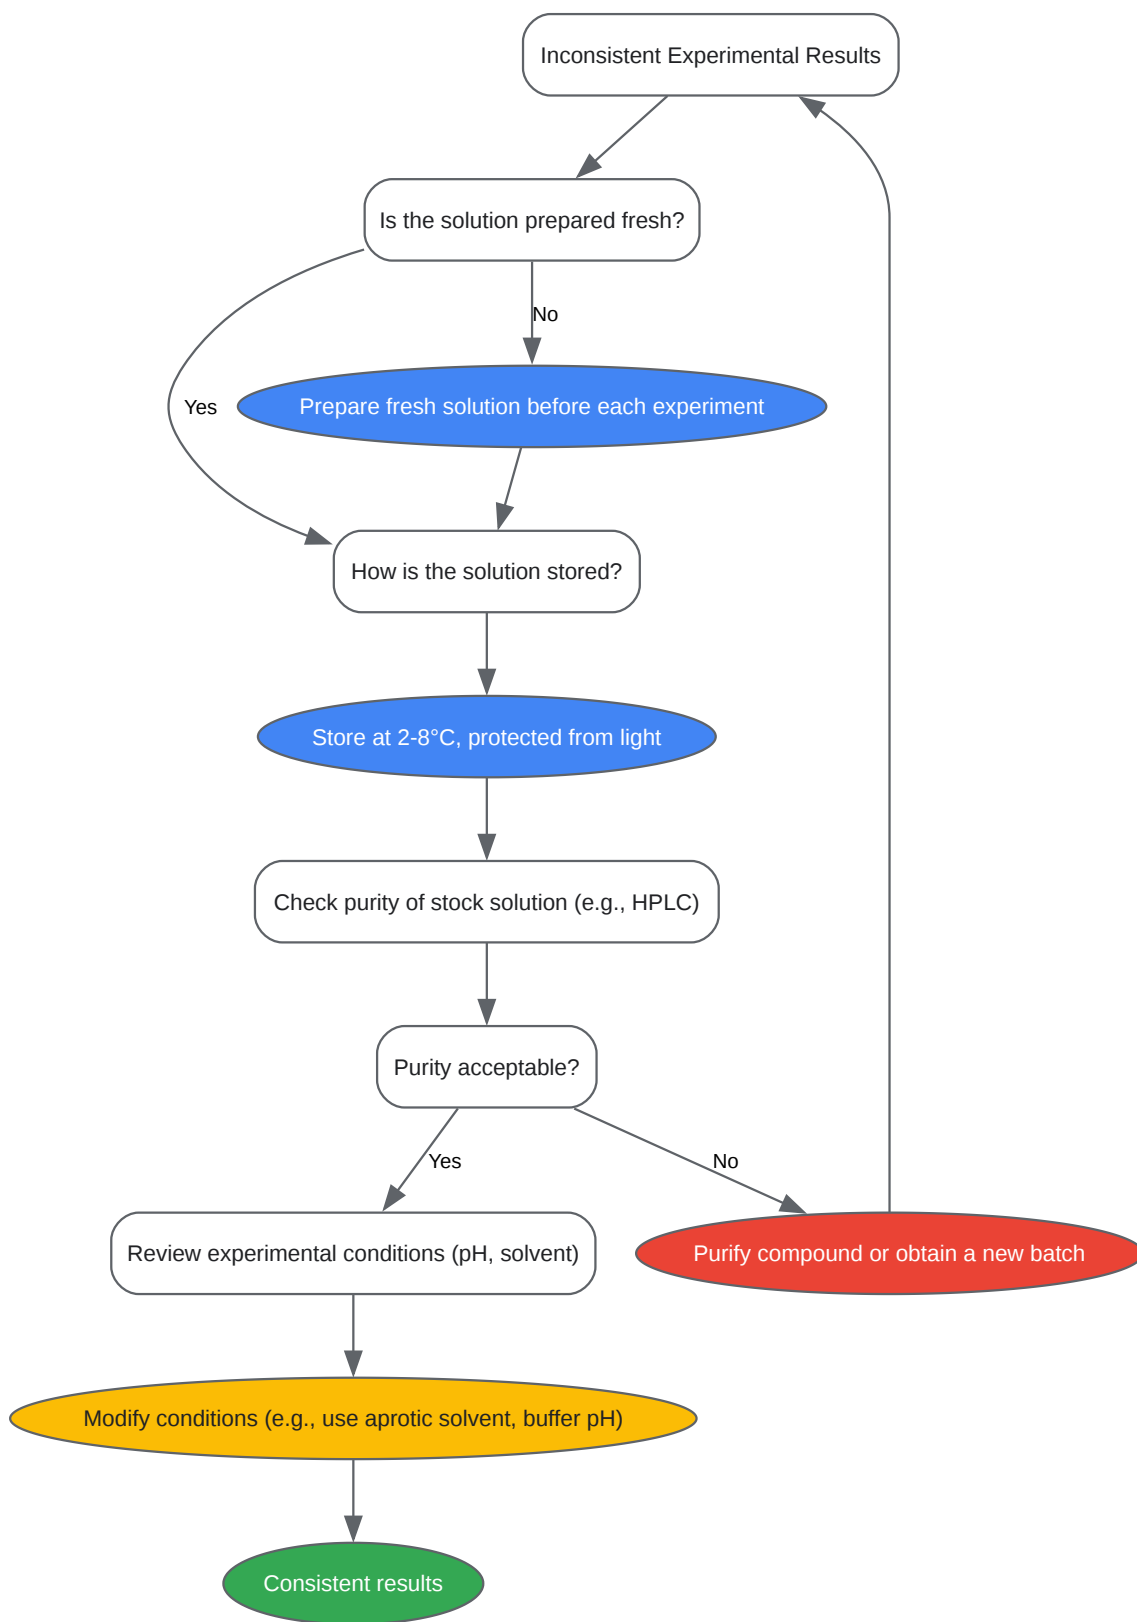 Inconsistent Experimental Results
Is the solution prepared fresh?
No
Yes
Prepare fresh solution before each experiment
How is the solution stored?
Store at 2-8°C, protected from light
Check purity of stock solution (e.g., HPLC)
Purity acceptable?
Yes
No
Review experimental conditions (pH, solvent)
Purify compound or obtain a new batch
Modify conditions (e.g., use aprotic solvent, buffer pH)
Consistent results